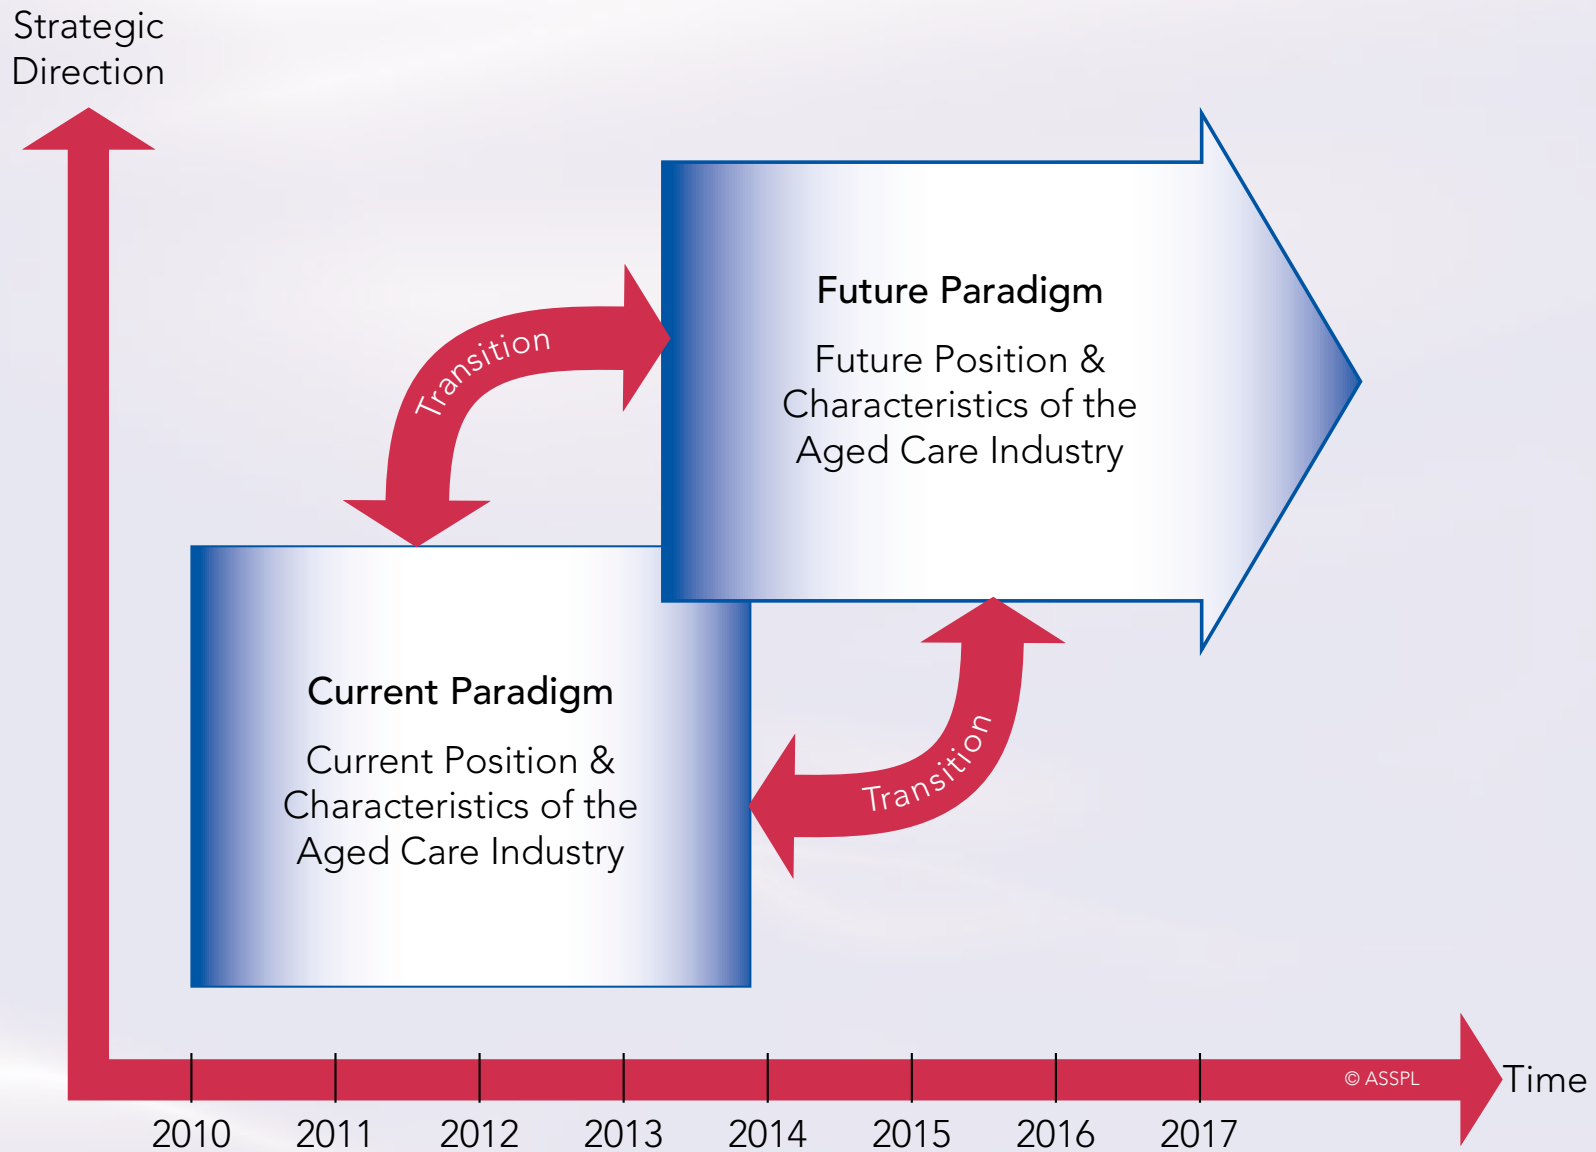 Strategic
Direction
Transition
Future Paradigm
Future Position &
Characteristics of the
Aged Care Industry
Current Paradigm
Current Position &
Characteristics of the
Aged Care Industry
Transition
© ASSPL
Time
2010 2011 2012 2013 2014 2015 2016 2017